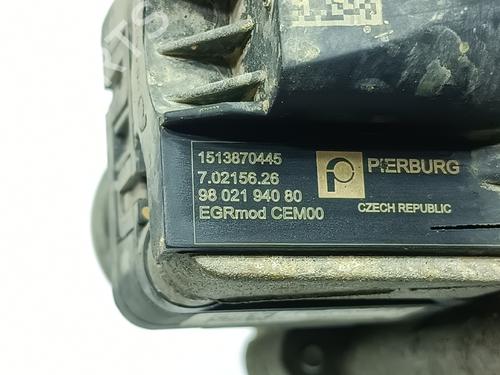 1513870445
7.02156.26
98 021 940 80
EGRmod CEM00
PIERBURG
CZECH REPUBLIC